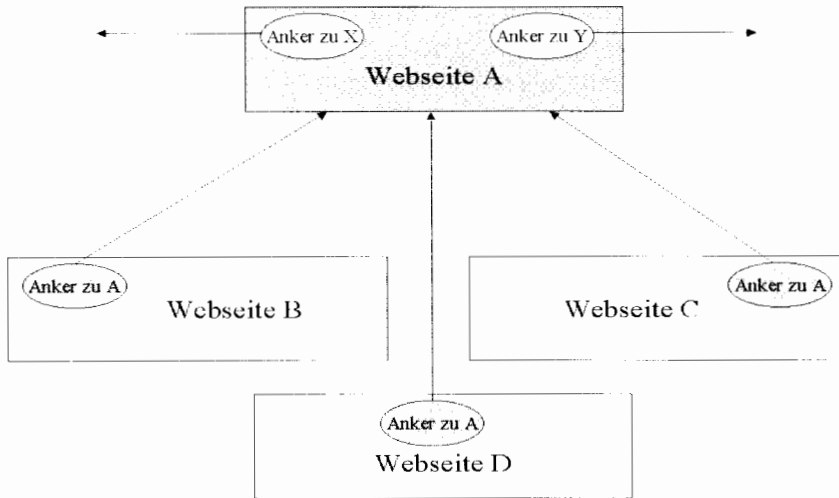 Anker zu X
Anker zu Y
Webseite A
Anker zu A
Webseite B
Anker zu A
Webseite C
Anker zu A
Webseite D